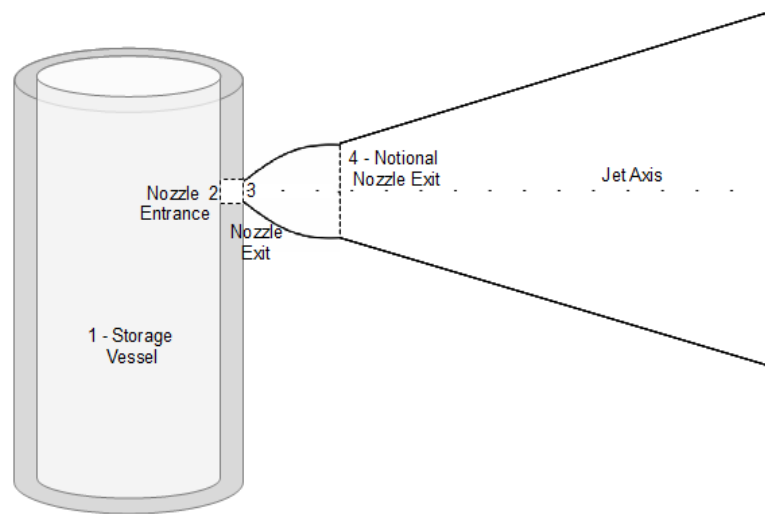 4 - Notional
Nozzle Exit
Jet Axis
Nozzle 2
Entrance
3
Nozzle
Exit
1 - Storage
Vessel